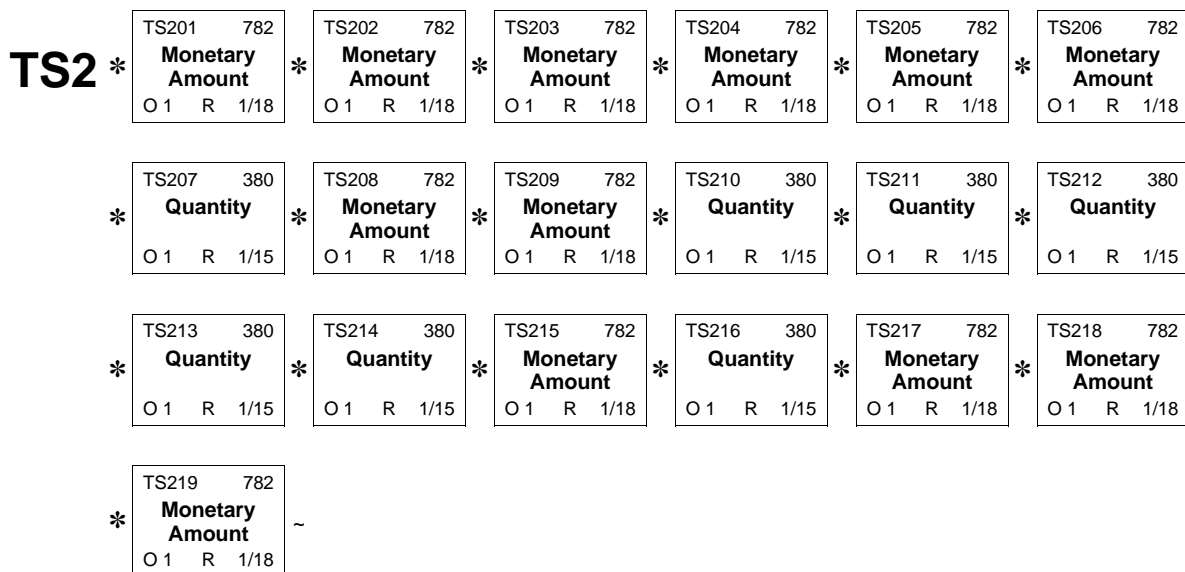 TS201 782 TS202 782 TS203 782 TS204 782 TS205 782 TS206 782
TS2 * Monetary Amount * Monetary Amount * Monetary Amount * Monetary Amount * Monetary Amount * Monetary Amount
O 1 R 1/18 O 1 R 1/18 O 1 R 1/18 O 1 R 1/18 O 1 R 1/18 O 1 R 1/18
TS207 380 TS208 782 TS209 782 TS210 380 TS211 380 TS212 380
* Quantity * Monetary Amount * Monetary Amount * Quantity * Quantity * Quantity
O 1 R 1/15 O 1 R 1/18 O 1 R 1/18 O 1 R 1/15 O 1 R 1/15 O 1 R 1/15
TS213 380 TS214 380 TS215 782 TS216 380 TS217 782 TS218 782
* Quantity * Quantity * Monetary Amount * Quantity * Monetary Amount * Monetary Amount
O 1 R 1/15 O 1 R 1/15 O 1 R 1/18 O 1 R 1/15 O 1 R 1/18 O 1 R 1/18
TS219 782
* Monetary Amount ~
O 1 R 1/18